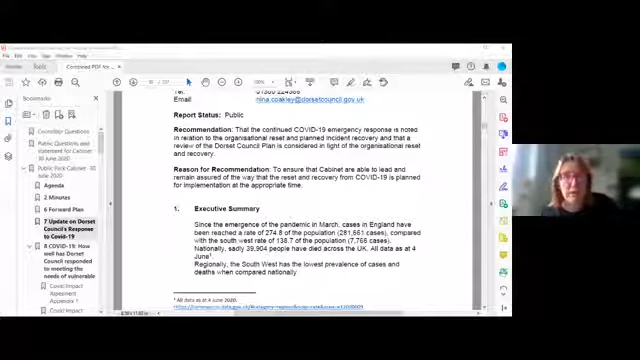 Combined PDF for ...
Bookmarks
Councillor Questions
Public Questions and
statement for Cabinet -
30 June 2020
Public Pack Cabinet - 30
June 2020
Agenda
2 Minutes
6 Forward Plan
7 Update on Dorset
Council's Response
to Covid-19
8 COVID-19: How
well has Dorset
Council responded
to meeting the
needs of vulnerable
Covid Impact
Appendix 1
Covid Impact
Tel:
Email
nina.coakley@dorsetcouncil.gov.uk
Report Status: Public
Recommendation: That the continued COVID-19 emergency response is noted
in relation to the organisational reset and planned incident recovery and that a
review of the Dorset Council Plan is considered in light of the organisational reset
and recovery.
Reason for Recommendation: To ensure that Cabinet are able to lead and
remain assured of the way that the reset and recovery from COVID-19 is planned
for implementation at the appropriate time.
1. Executive Summary
Since the emergence of the pandemic in March, cases in England have
been reached a rate of 274.8 of the population (281,661 cases), compared
with the south west rate of 138.7 of the population (7,766 cases).
Nationally, sadly 39,904 people have died across the UK. All data as at 4
June¹.
Regionally, the South West has the lowest prevalence of cases and
deaths when compared nationally
¹ All data as at 4 June 2020.